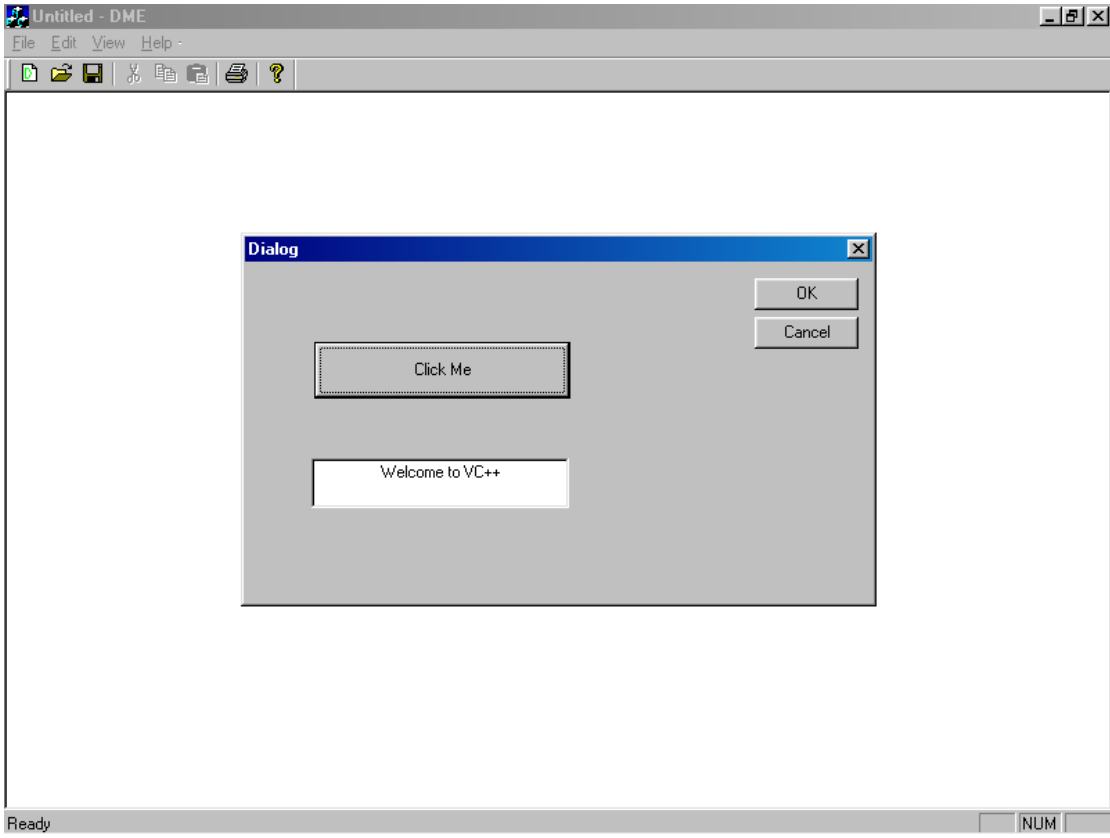 Untitled - DME
File Edit View Help -
Dialog
OK
Cancel
Click Me
Welcome to VC++
Ready
NUM